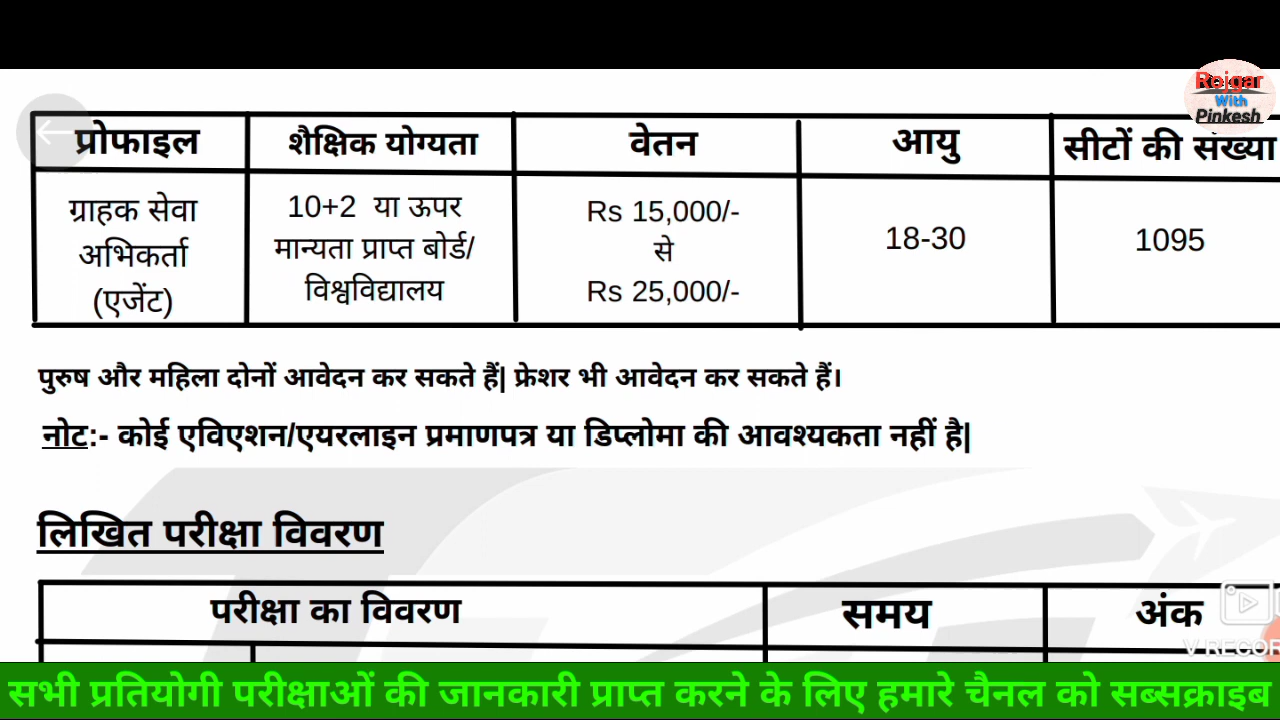 Rojgar
With
Pinkesh
प्रोफाइल शैक्षिक योग्यता वेतन आयु सीटों की संख्या
ग्राहक सेवा
अभिकर्ता
(एजेंट)
10+2 या ऊपर
मान्यता प्राप्त बोर्ड/
विश्वविद्यालय
Rs 15,000/-
से
Rs 25,000/-
18-30
1095
पुरुष और महिला दोनों आवेदन कर सकते हैं| फ्रेशर भी आवेदन कर सकते हैं।
नोट:- कोई एविएशन/एयरलाइन प्रमाणपत्र या डिप्लोमा की आवश्यकता नहीं है|
लिखित परीक्षा विवरण
परीक्षा का विवरण समय अंक
V RECOR
सभी प्रतियोगी परीक्षाओं की जानकारी प्राप्त करने के लिए हमारे चैनल को सब्सक्राइब